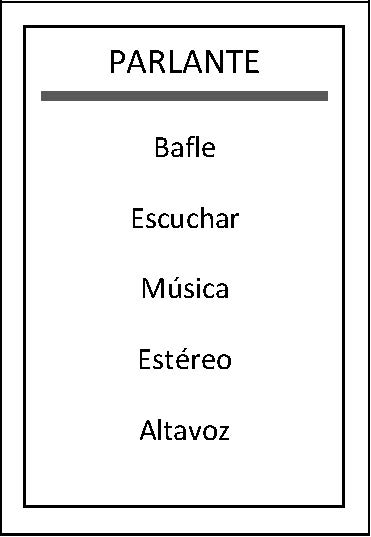 PARLANTE
Bafle
Escuchar
Música
Estéreo
Altavoz